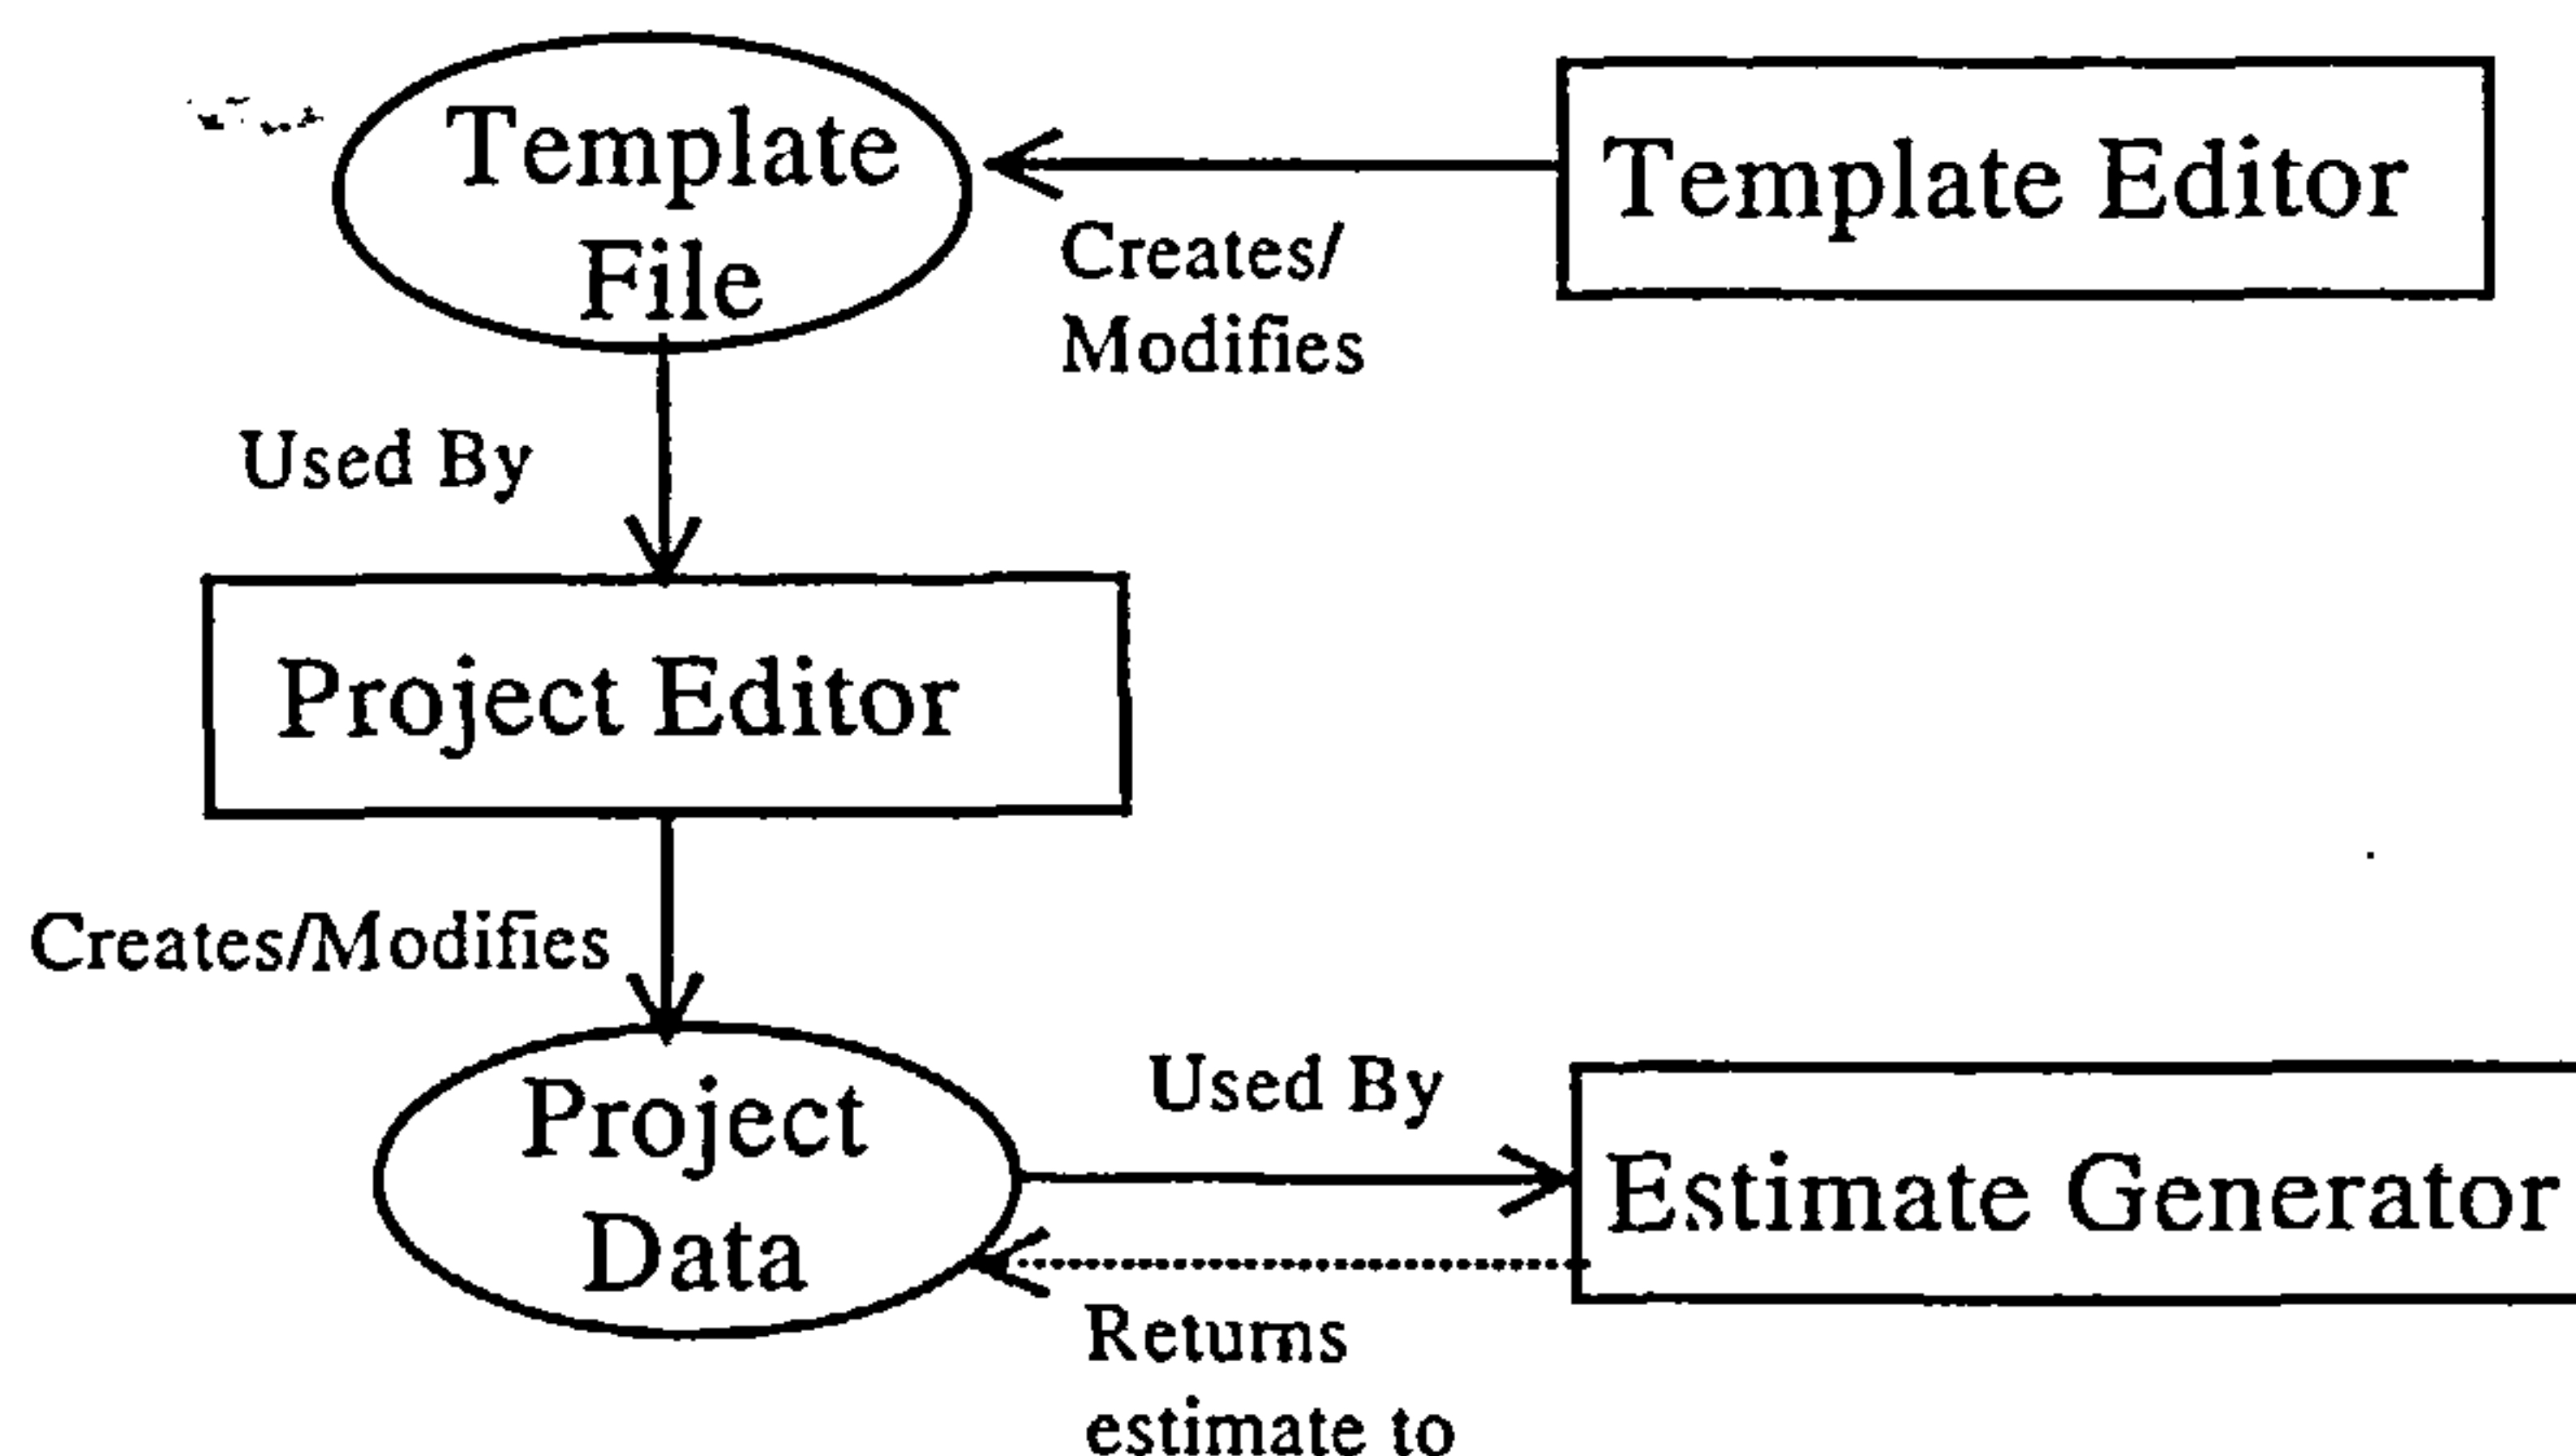 Template
File
Template Editor
Creates/
Modifies
Used By
Project Editor
Creates/Modifies
Project
Data
Used By
Estimate Generator
Returns
estimate to